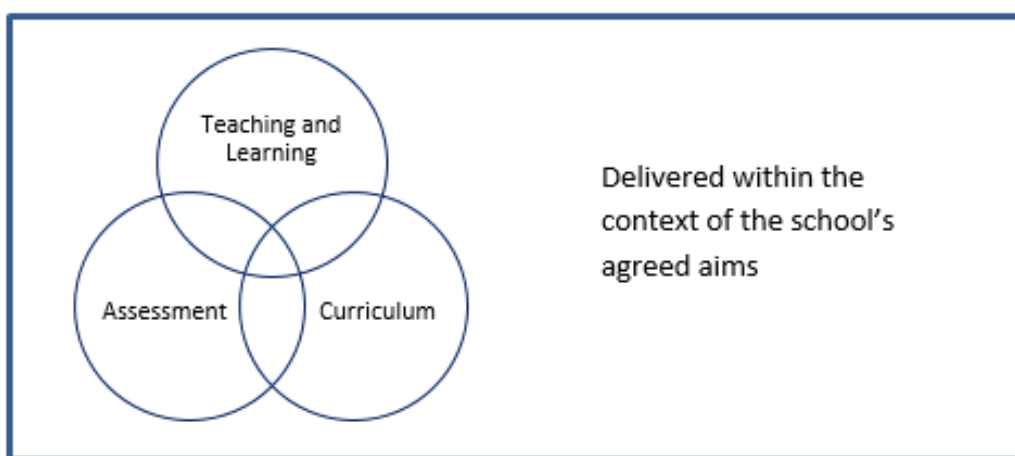 Teaching and
Learning
Assessment
Curriculum
Delivered within the
context of the school’s
agreed aims